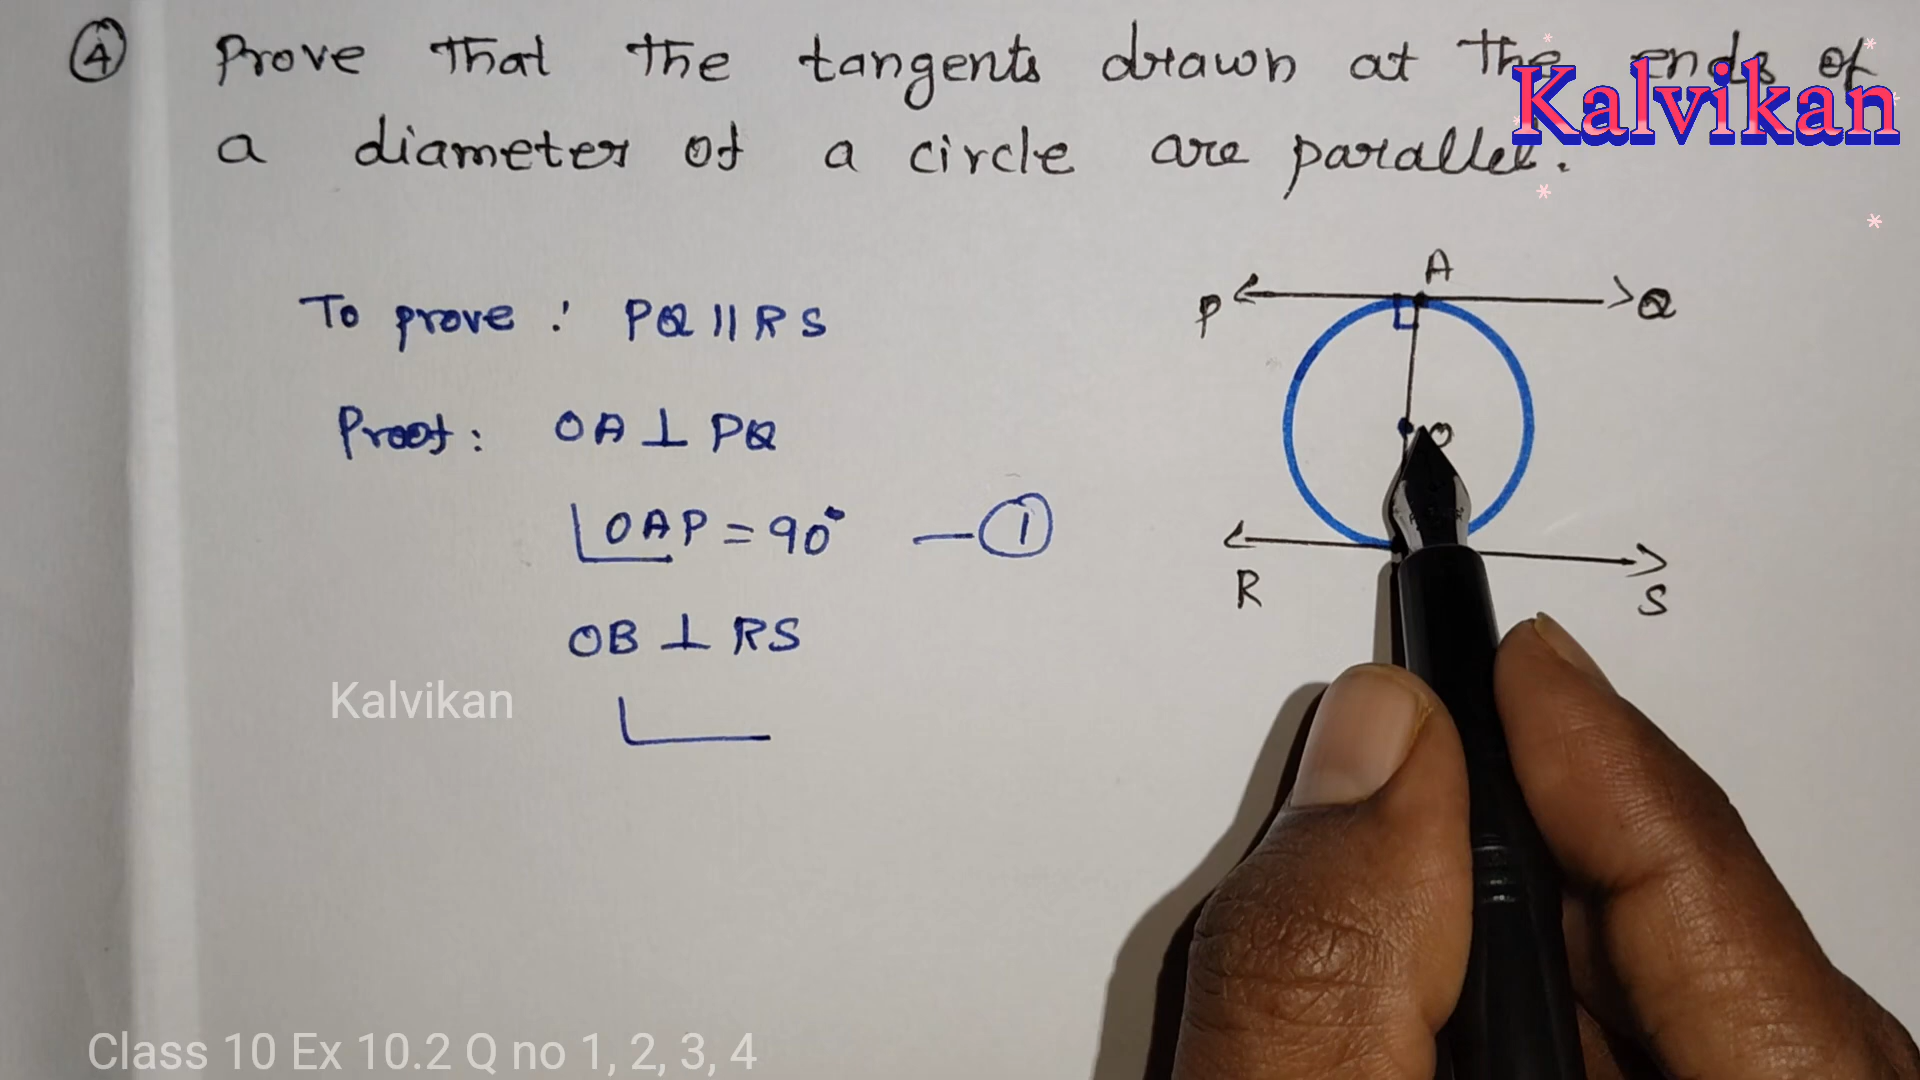 ④ Prove that the tangents drawn at the ends of
a diameter of a circle are parallel.
Kalvikan
To prove : PQ || RS
Proof : OA ⊥ PQ
∠OAP = 90° — ①
OB ⊥ RS
Kalvikan
A
P
Q
O
R
S
Class 10 Ex 10.2 Q no 1, 2, 3, 4